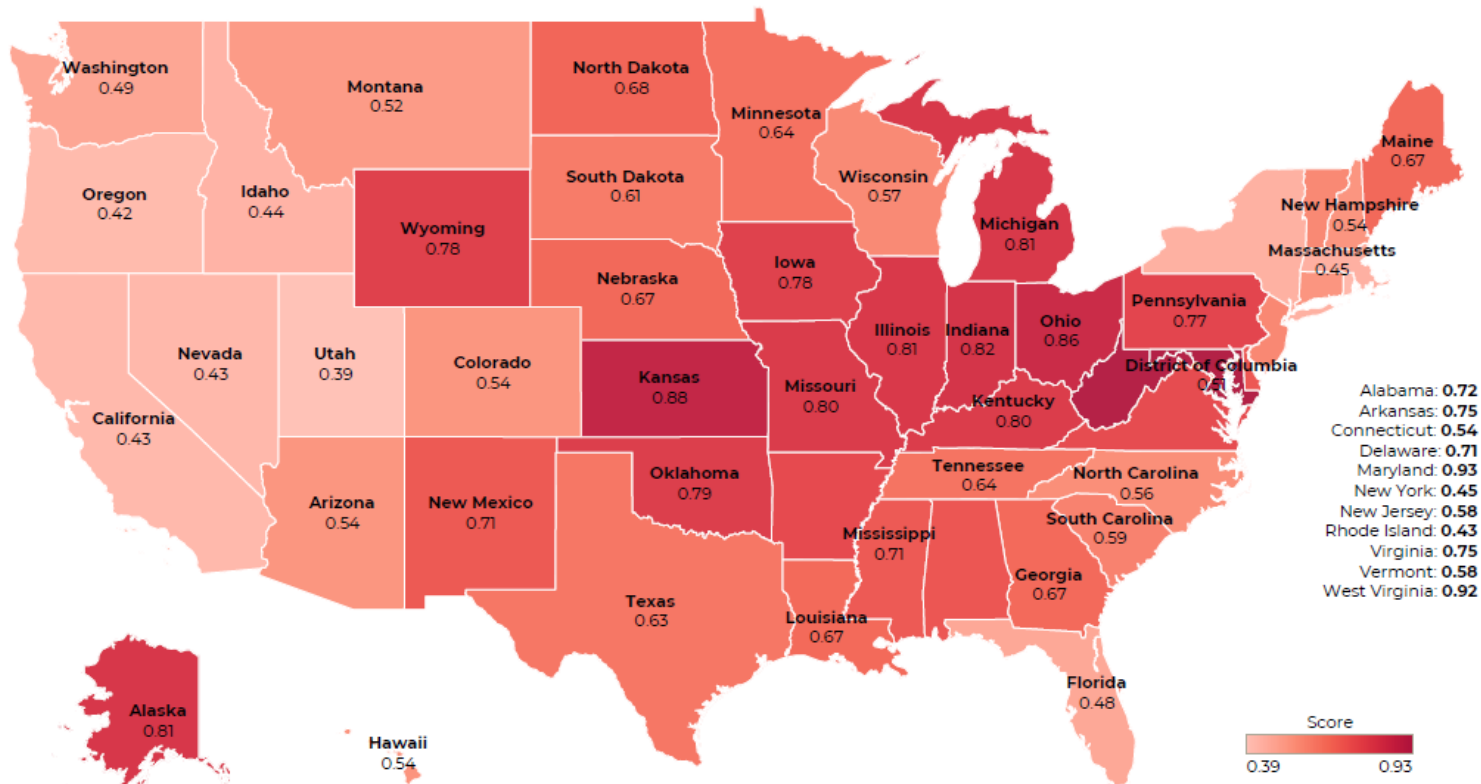 Washington
0.49
Montana
0.52
North Dakota
0.68
Minnesota
0.64
Maine
0.67
Oregon
0.42
Idaho
0.44
South Dakota
0.61
Wisconsin
0.57
New Hampshire
0.54
Wyoming
0.78
Michigan
0.81
Massachusetts
0.45
Iowa
0.78
Nebraska
0.67
Pennsylvania
0.77
Illinois
0.81
Indiana
0.82
Ohio
0.86
Nevada
0.43
Utah
0.39
Colorado
0.54
Kansas
0.88
Missouri
0.80
District of Columbia
0.51
California
0.43
Kentucky
0.80
Oklahoma
0.79
Tennessee
0.64
North Carolina
0.56
Arizona
0.54
New Mexico
0.71
Mississippi
0.71
South Carolina
0.59
Georgia
0.67
Texas
0.63
Louisiana
0.67
Florida
0.48
Alaska
0.81
Hawaii
0.54
Alabama: 0.72
Arkansas: 0.75
Connecticut: 0.54
Delaware: 0.71
Maryland: 0.93
New York: 0.45
New Jersey: 0.58
Rhode Island: 0.43
Virginia: 0.75
Vermont: 0.58
West Virginia: 0.92
Score
0.39 0.93